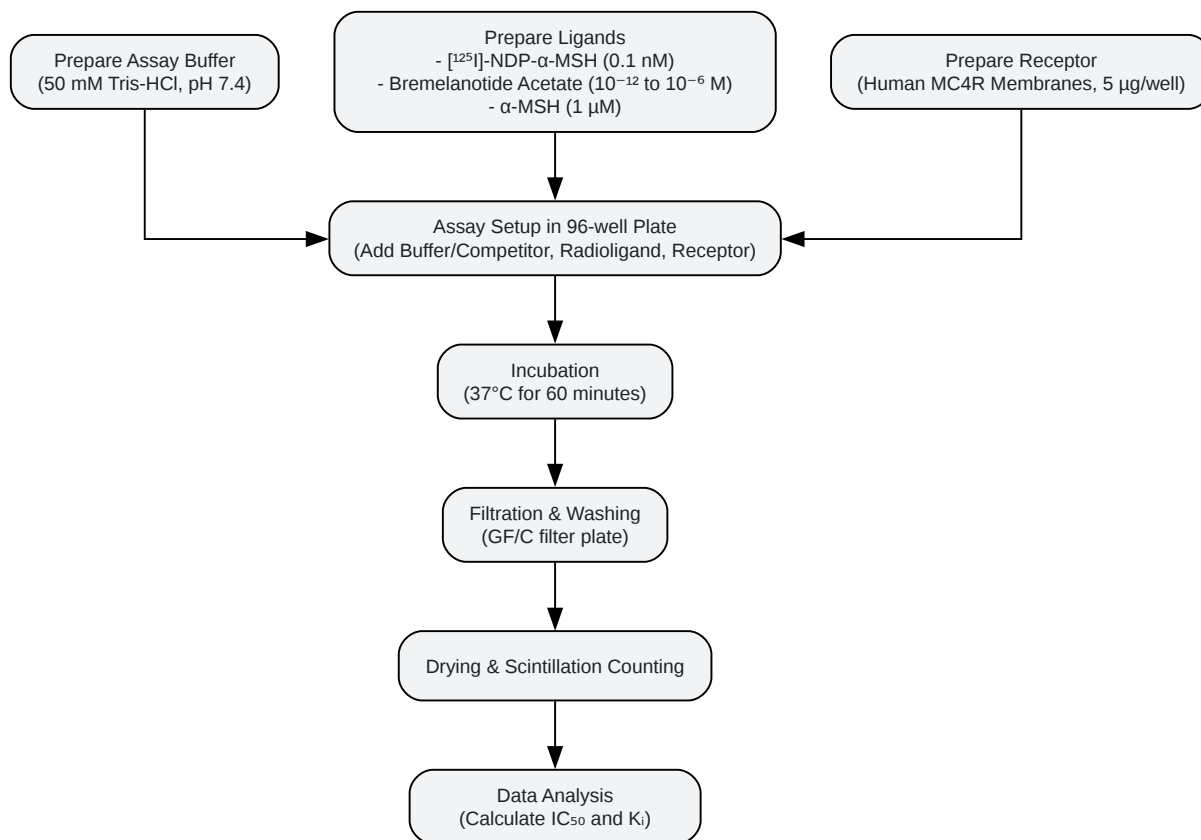 Prepare Assay Buffer
(50 mM Tris-HCl, pH 7.4)
Prepare Ligands
- [¹²⁵I]-NDP-α-MSH (0.1 nM)
- Bremelanotide Acetate (10⁻¹² to 10⁻⁶ M)
- α-MSH (1 µM)
Prepare Receptor
(Human MC4R Membranes, 5 µg/well)
Assay Setup in 96-well Plate
(Add Buffer/Competitor, Radioligand, Receptor)
Incubation
(37°C for 60 minutes)
Filtration & Washing
(GF/C filter plate)
Drying & Scintillation Counting
Data Analysis
(Calculate IC₅₀ and Kᵢ)